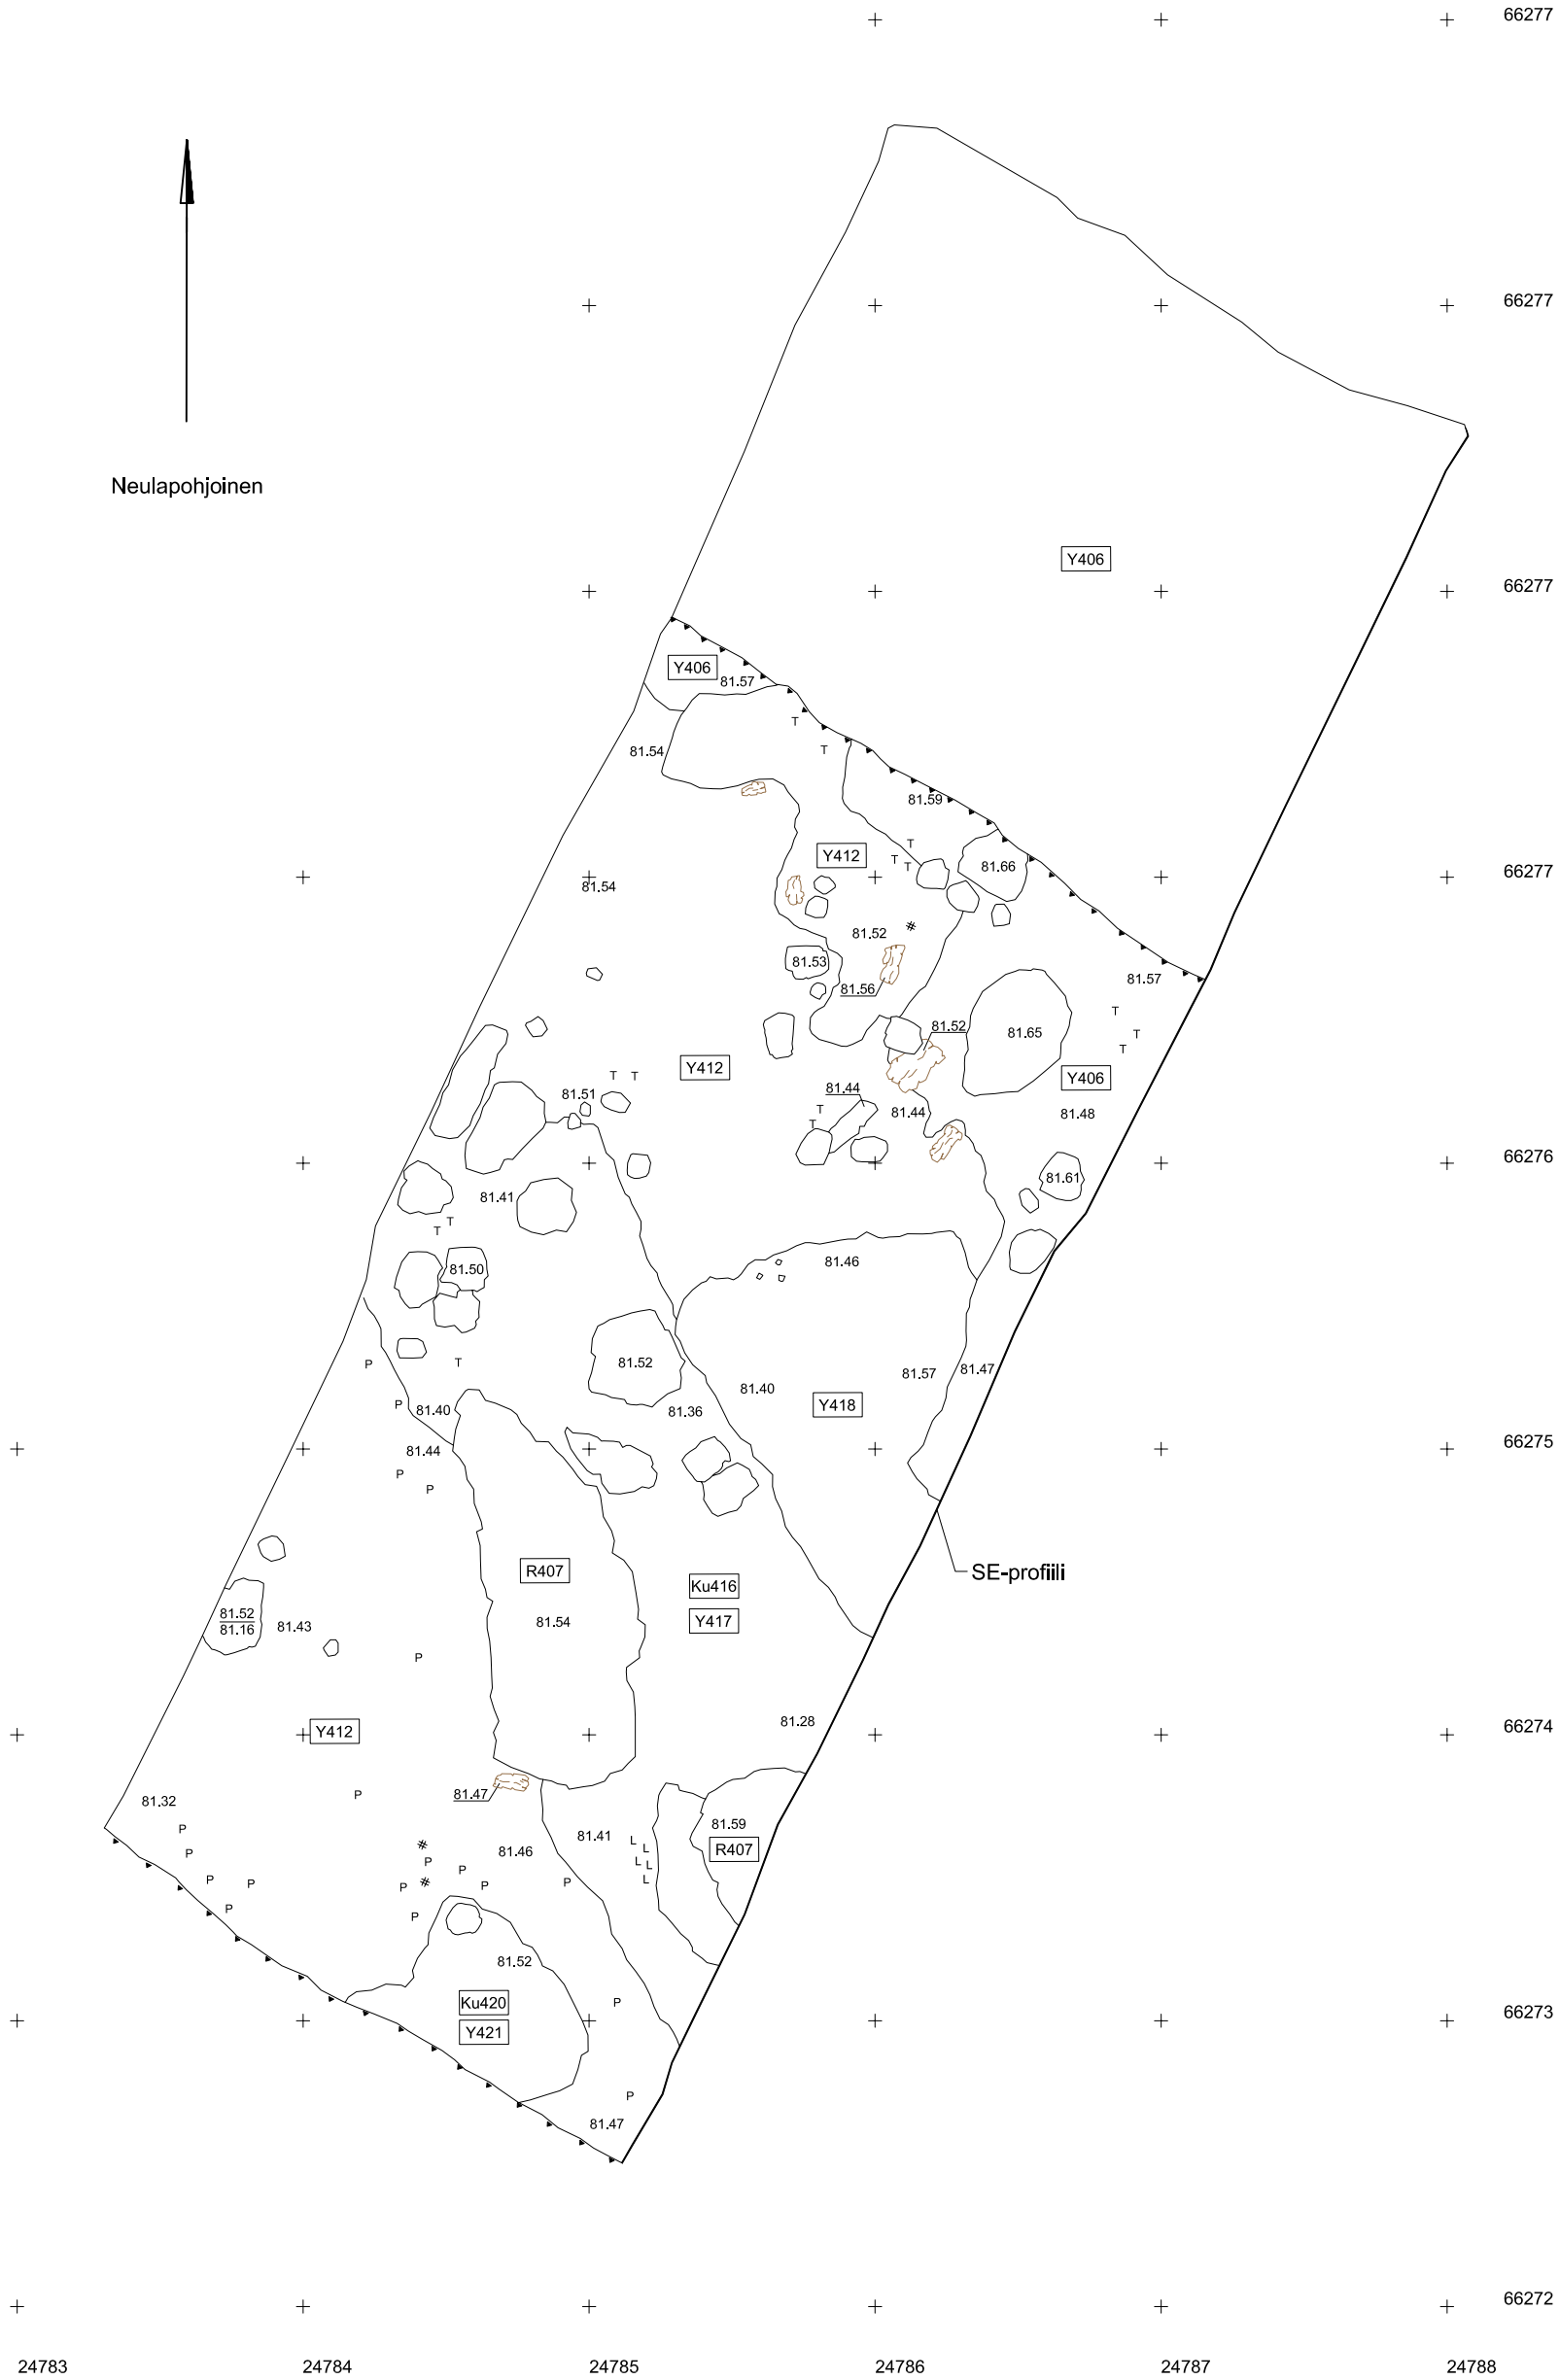 66277
66277
Neulapohjoinen
Y406
66277
Y406
81.57
T
81.54
T
81.59
T
Y412
T
T
81.66
66277
81.54
81.52
#
81.53
81.57
81.56
T
81.52
81.65
T
T
Y412
T T
Y406
81.44
81.51
T
81.44
81.48
T
66276
81.61
81.41
T
T
81.46
81.50
P
T
81.52
81.57
81.47
81.40
P
Y418
81.40
81.36
66275
81.44
P
P
R407
SE-profiili
Ku416
81.52
81.16
81.43
81.54
Y417
P
81.28
66274
Y412
81.47
P
81.32
81.59
P
81.41
L
#
L
R407
P
81.46
P
L
L
P
P
#
P
L
P
P
P
P
P
81.52
Ku420
P
66273
Y421
P
81.47
66272
24783 24784 24785 24786 24787 24788